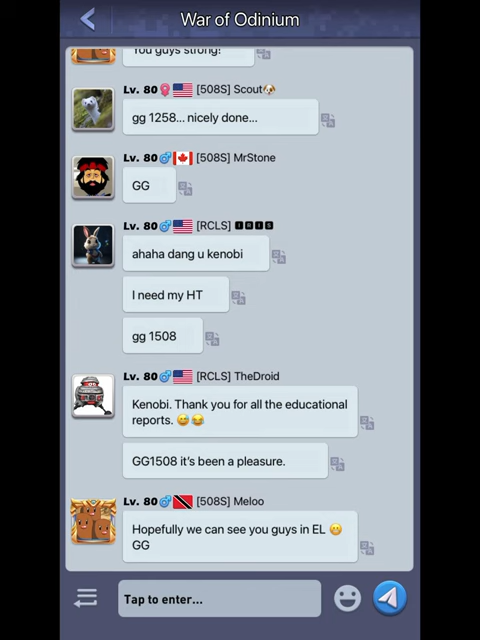 War of Odinium
You guys strong!
Lv. 80 [508S] Scout
gg 1258... nicely done...
Lv. 80 [508S] MrStone
GG
Lv. 80 [RCLS] IRIS
ahaha dang u kenobi
I need my HT
gg 1508
Lv. 80 [RCLS] TheDroid
Kenobi. Thank you for all the educational
reports. 😅😂
GG1508 it's been a pleasure.
Lv. 80 [508S] Meloo
Hopefully we can see you guys in EL 🤭
GG
Tap to enter...